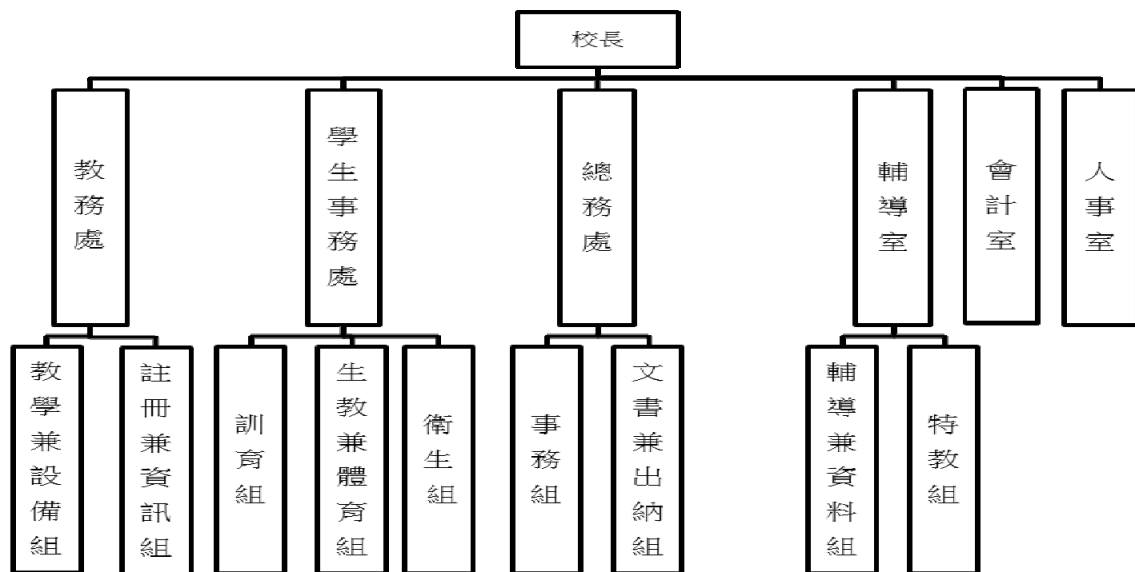 校長
教務處
學生事務處
總務處
輔導室
會計室
人事室
教學兼設備組
註冊兼資訊組
訓育組
生教兼體育組
衛生組
事務組
文書兼出納組
輔導兼資料組
特教組